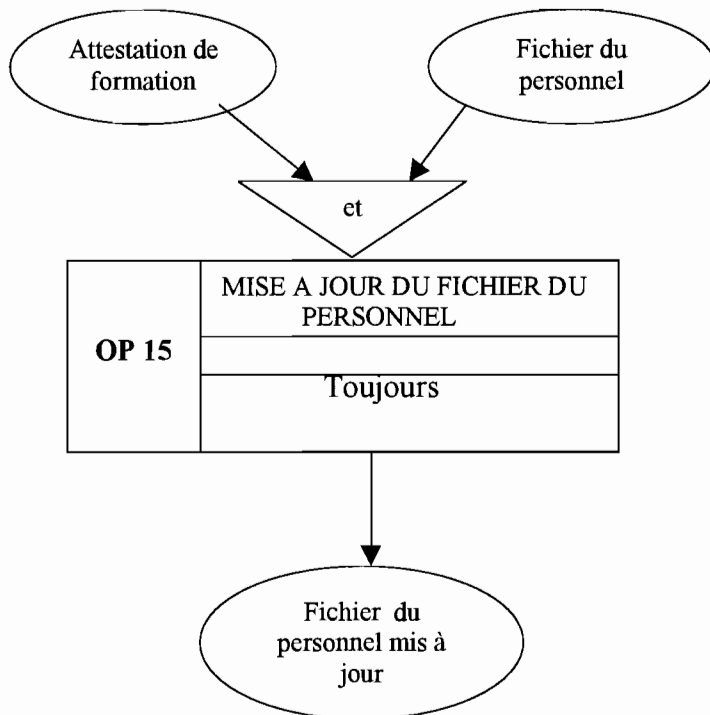 Attestation de
formation
Fichier du
personnel
et
MISE A JOUR DU FICHIER DU
PERSONNEL
OP 15
Toujours
Fichier du
personnel mis à
jour